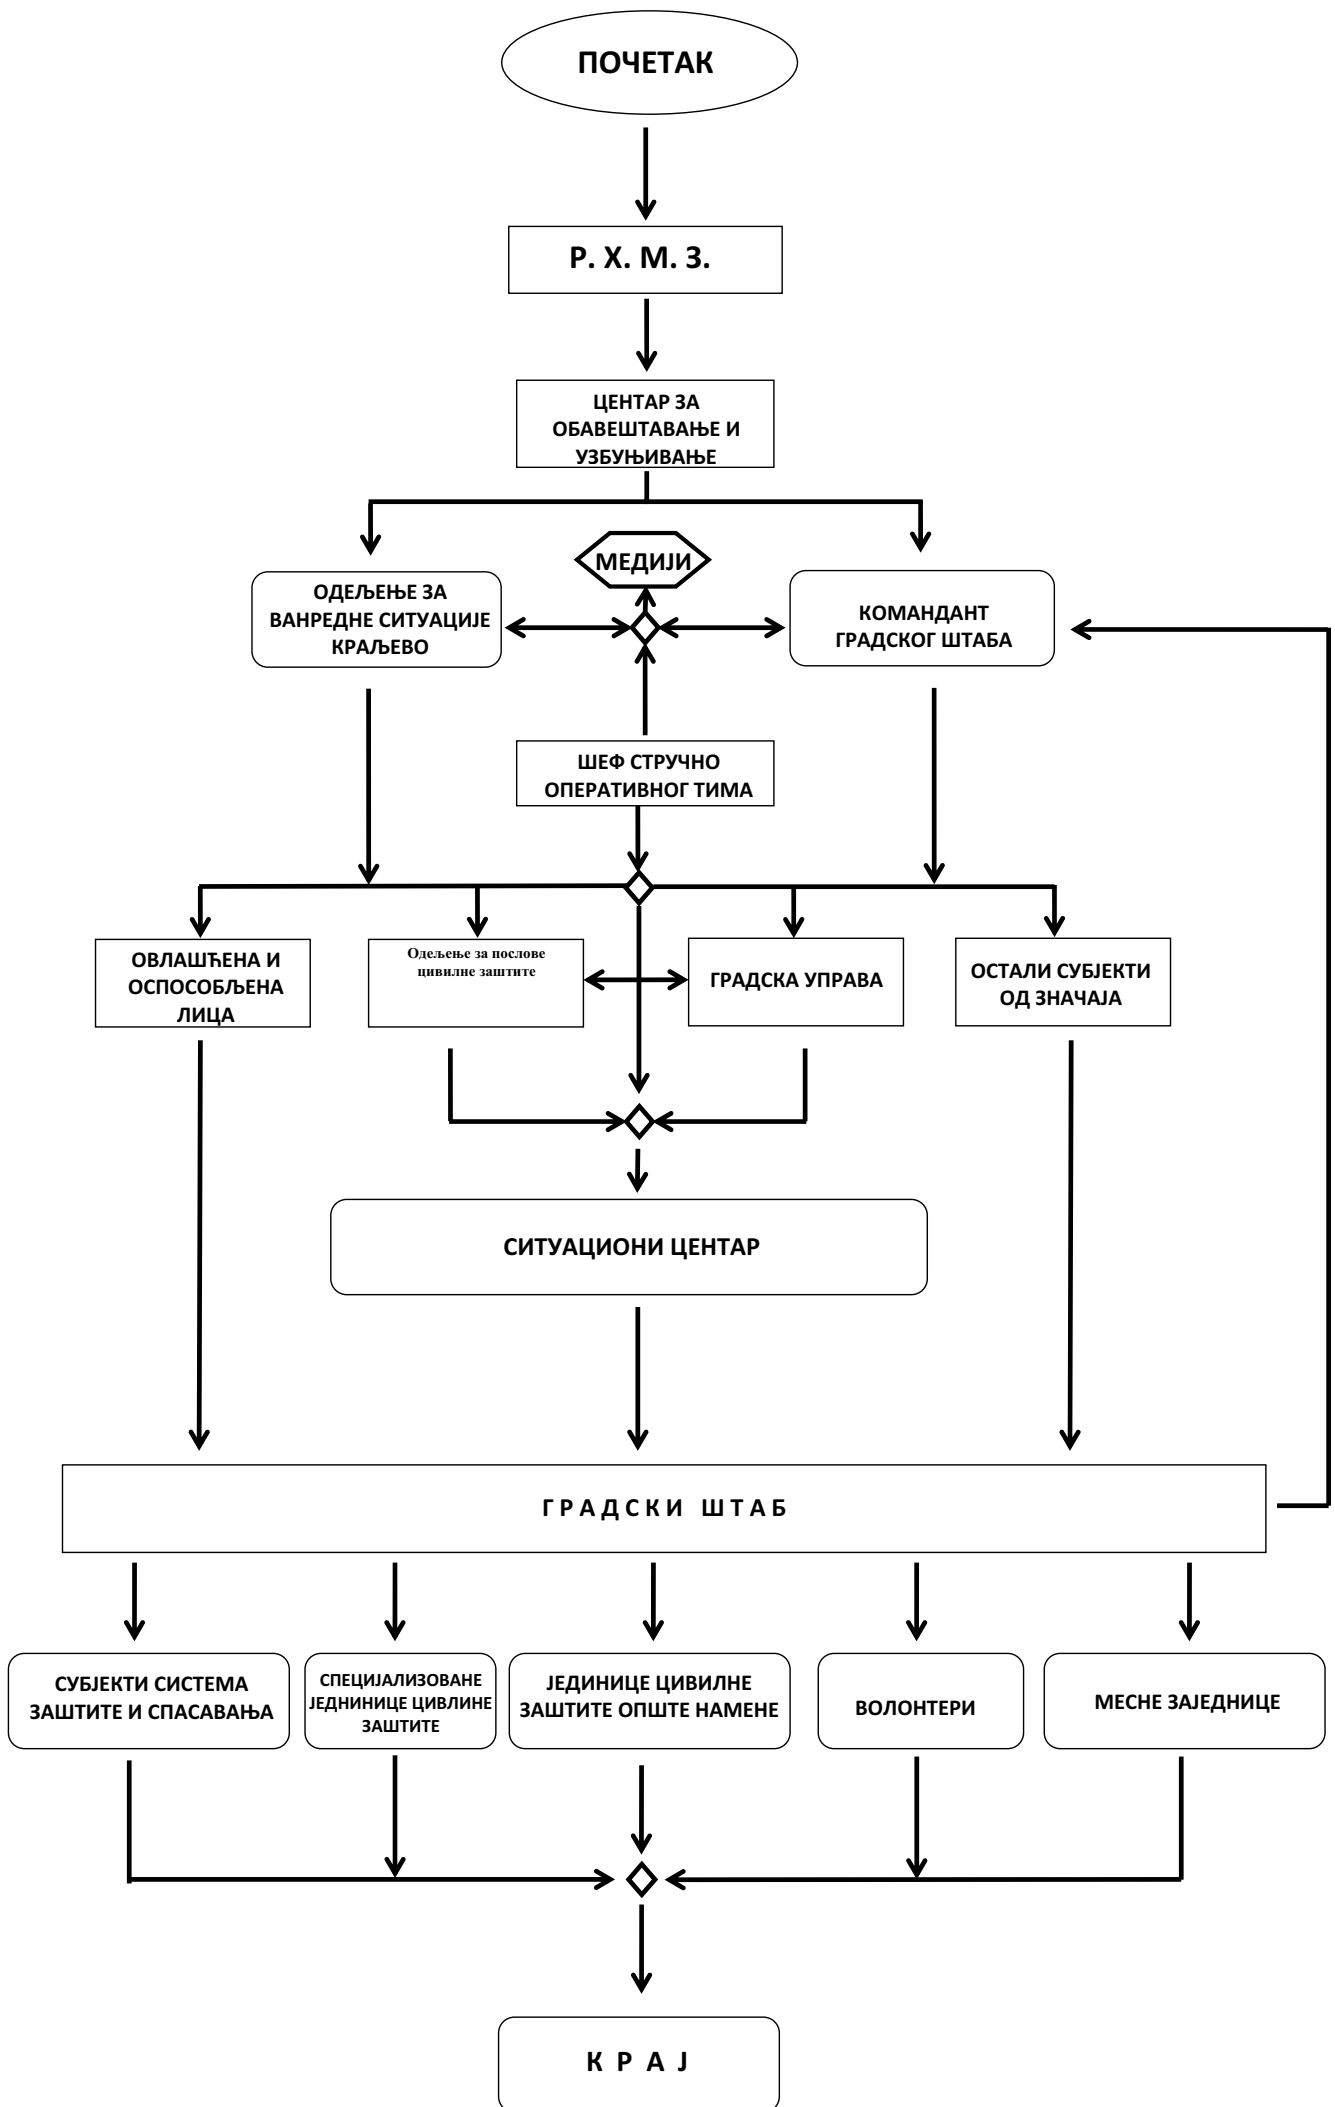 ПОЧЕТАК
Р. Х. М. З.
ЦЕНТАР ЗА
ОБАВЕШТАВАЊЕ И
УЗБУЊИВАЊЕ
МЕДИЈИ
ОДЕЉЕЊЕ ЗА
ВАНРЕДНЕ СИТУАЦИЈЕ
КРАЉЕВО
КОМАНДАНТ
ГРАДСКОГ ШТАБА
ШЕФ СТРУЧНО
ОПЕРАТИВНОГ ТИМА
ОВЛАШЋЕНА И
ОСПОСОБЉЕНА
ЛИЦА
Одељење за послове
цивилне заштите
ГРАДСКА УПРАВА
ОСТАЛИ СУБЈЕКТИ
ОД ЗНАЧАЈА
СИТУАЦИОНИ ЦЕНТАР
Г Р А Д С К И   Ш Т А Б
СУБЈЕКТИ СИСТЕМА
ЗАШТИТЕ И СПАСАВАЊА
СПЕЦИЈАЛИЗОВАНЕ
ЈЕДНИНИЦЕ ЦИВЛИНЕ
ЗАШТИТЕ
ЈЕДИНИЦЕ ЦИВИЛНЕ
ЗАШТИТЕ ОПШТЕ НАМЕНЕ
ВОЛОНТЕРИ
МЕСНЕ ЗАЈЕДНИЦЕ
К Р А Ј